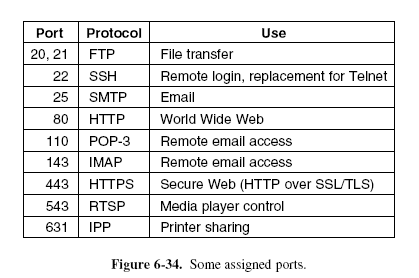 Port Protocol Use
20, 21 FTP File transfer
22 SSH Remote login, replacement for Telnet
25 SMTP Email
80 HTTP World Wide Web
110 POP-3 Remote email access
143 IMAP Remote email access
443 HTTPS Secure Web (HTTP over SSL/TLS)
543 RTSP Media player control
631 IPP Printer sharing
Figure 6-34. Some assigned ports.